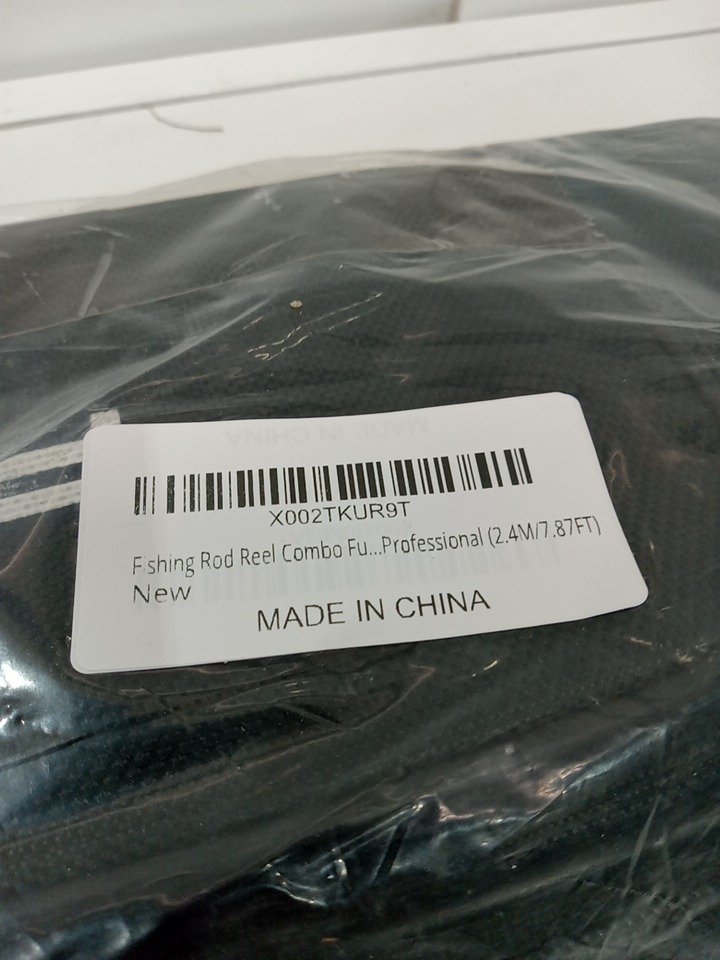 X002TKUR9T
Fishing Rod Reel Combo Fu...Professional (2.4M/7.87FT)
New
MADE IN CHINA